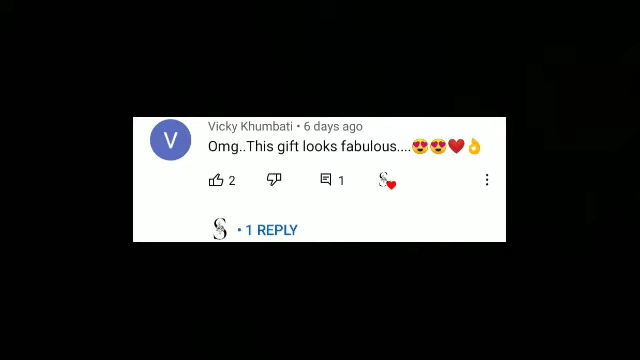 V
Vicky Khumbati • 6 days ago
Omg..This gift looks fabulous....😍😍❤️👌
2 1
S
S • 1 REPLY